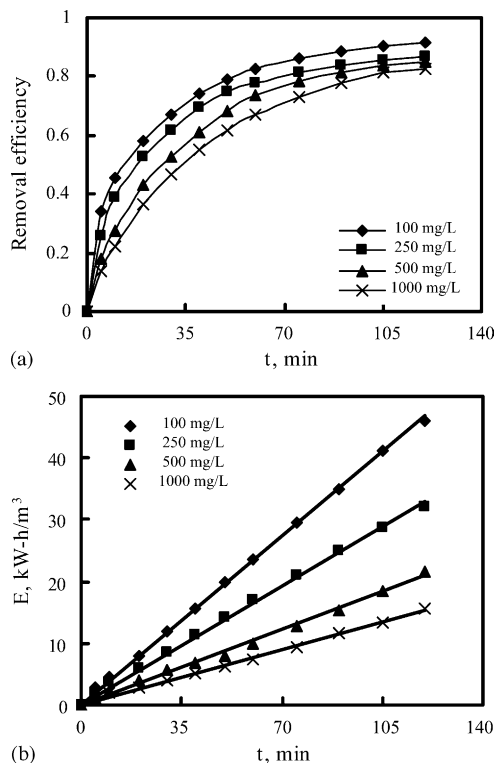 1
0.8
0.6
0.4
0.2
0
Removal efficiency
100 mg/L
250 mg/L
500 mg/L
1000 mg/L
0 35 70 105 140
(a)
t, min
50
40
30
20
10
0
E, kW-h/m³
100 mg/L
250 mg/L
500 mg/L
1000 mg/L
0 35 70 105 140
(b)
t, min